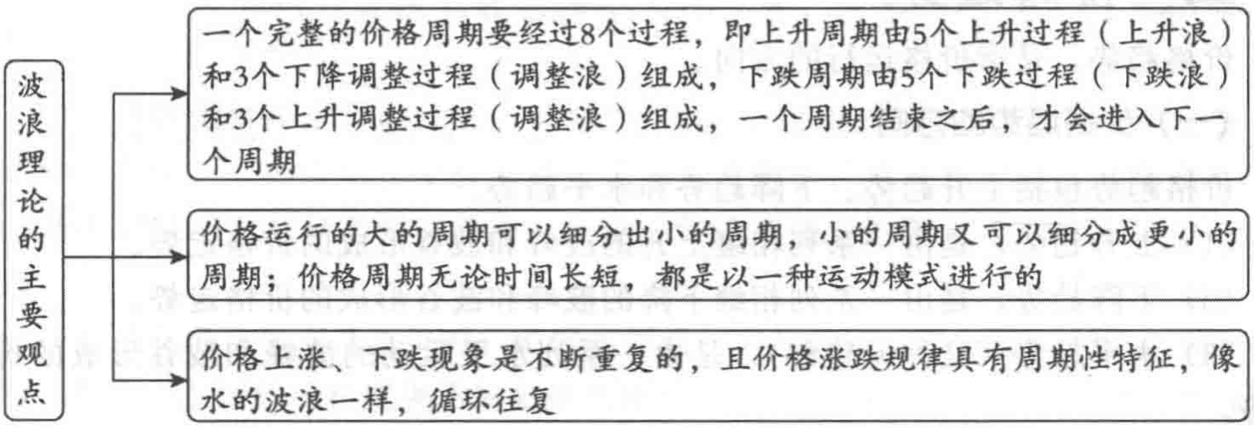 波浪理论的主要观点
一个完整的价格周期要经过8个过程，即上升周期由5个上升过程（上升浪）
和3个下降调整过程（调整浪）组成，下跌周期由5个下跌过程（下跌浪）
和3个上升调整过程（调整浪）组成，一个周期结束之后，才会进入下一
个周期
价格运行的大的周期可以细分出小的周期，小的周期又可以细分成更小的
周期；价格周期无论时间长短，都是以一种运动模式进行的
价格上涨、下跌现象是不断重复的，且价格涨跌规律具有周期性特征，像
水的波浪一样，循环往复